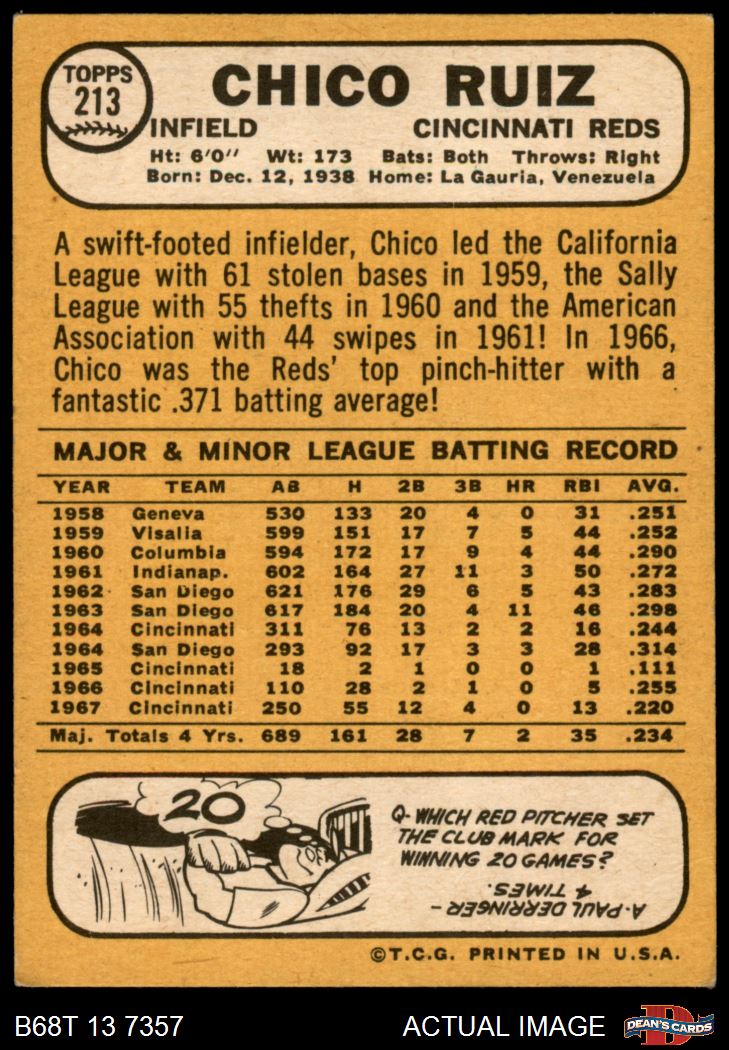 TOPPS
213
CHICO RUIZ
INFIELD CINCINNATI REDS
Ht: 6'0" Wt: 173 Bats: Both Throws: Right
Born: Dec. 12, 1938 Home: La Gauria, Venezuela
A swift-footed infielder, Chico led the California
League with 61 stolen bases in 1959, the Sally
League with 55 thefts in 1960 and the American
Association with 44 swipes in 1961! In 1966,
Chico was the Reds' top pinch-hitter with a
fantastic .371 batting average!
MAJOR & MINOR LEAGUE BATTING RECORD
YEAR TEAM AB H 2B 3B HR RBI AVG.
1958 Geneva 530 133 20 4 0 31 .251
1959 Visalia 599 151 17 7 5 44 .252
1960 Columbia 594 172 17 9 4 44 .290
1961 Indianap. 602 164 27 11 3 50 .272
1962 San Diego 621 176 29 6 5 43 .283
1963 San Diego 617 184 20 4 11 46 .298
1964 Cincinnati 311 76 13 2 2 16 .244
1964 San Diego 293 92 17 3 3 28 .314
1965 Cincinnati 18 2 1 0 0 1 .111
1966 Cincinnati 110 28 2 1 0 5 .255
1967 Cincinnati 250 55 12 4 0 13 .220
Maj. Totals 4 Yrs. 689 161 28 7 2 35 .234
20
Q- WHICH RED PITCHER SET
THE CLUB MARK FOR
WINNING 20 GAMES?
A- PAUL DERRINGER -
4 TIMES.
©T.C.G. PRINTED IN U.S.A.
B68T 13 7357 ACTUAL IMAGE
D
DEAN'S CARDS